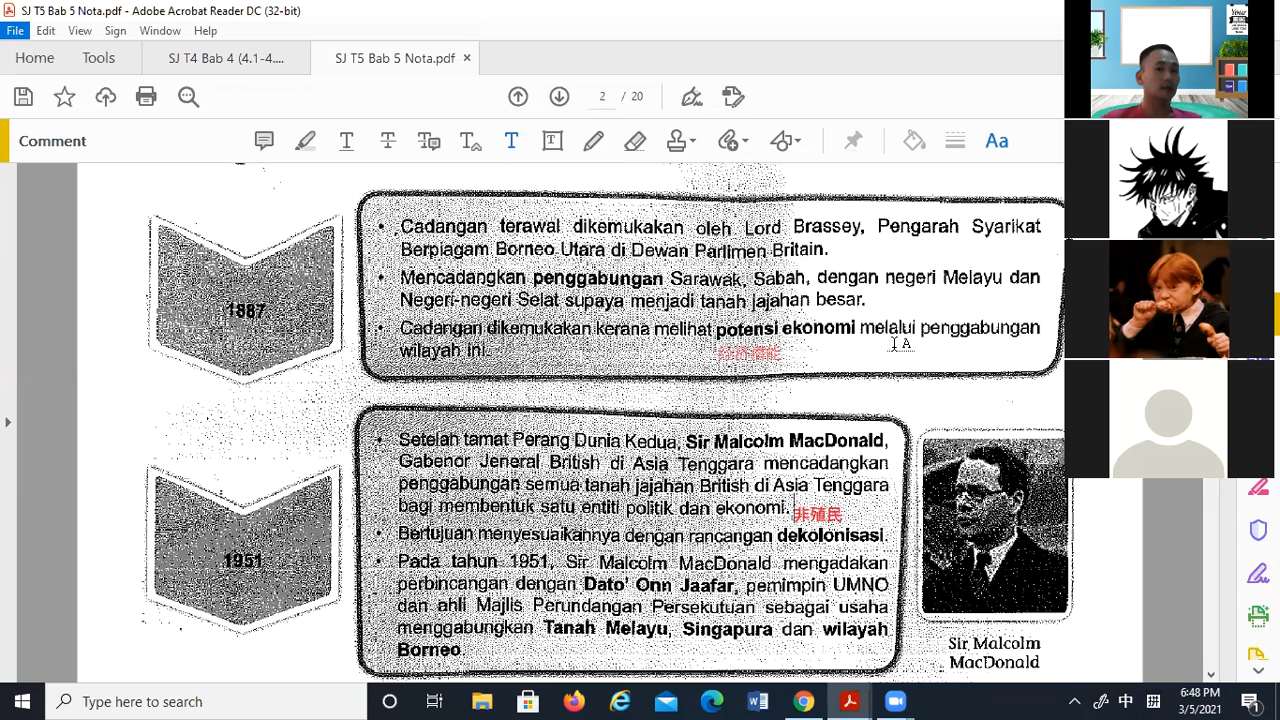 SJ T5 Bab 5 Nota.pdf - Adobe Acrobat Reader DC (32-bit)
File Edit View Sign Window Help
Home Tools SJ T4 Bab 4 (4.1-4.... SJ T5 Bab 5 Nota.pdf ×
2 / 20
Comment
Aa
1887
• Cadangan terawal dikemukakan oleh Lord Brassey, Pengarah Syarikat
Berpiagam Borneo Utara di Dewan Parlimen Britain.
• Mencadangkan penggabungan Sarawak, Sabah, dengan negeri Melayu dan
Negeri-negeri Selat supaya menjadi tanah jajahan besar.
• Cadangan dikemukakan kerana melihat potensi ekonomi melalui penggabungan
wilayah ini.
经济潜能
1951
• Setelah tamat Perang Dunia Kedua, Sir Malcolm MacDonald,
Gabenor Jeneral British di Asia Tenggara mencadangkan
penggabungan semua tanah jajahan British di Asia Tenggara
bagi membentuk satu entiti politik dan ekonomi.
非殖民
• Bertujuan menyesuaikannya dengan rancangan dekolonisasi.
• Pada tahun 1951, Sir Malcolm MacDonald mengadakan
perbincangan dengan Dato' Onn Jaafar, pemimpin UMNO
dan ahli Majlis Perundangan Persekutuan sebagai usaha
menggabungkan Tanah Melayu, Singapura dan wilayah
Borneo.
Sir Malcolm
MacDonald
Type here to search
中 拼
6:48 PM
3/5/2021